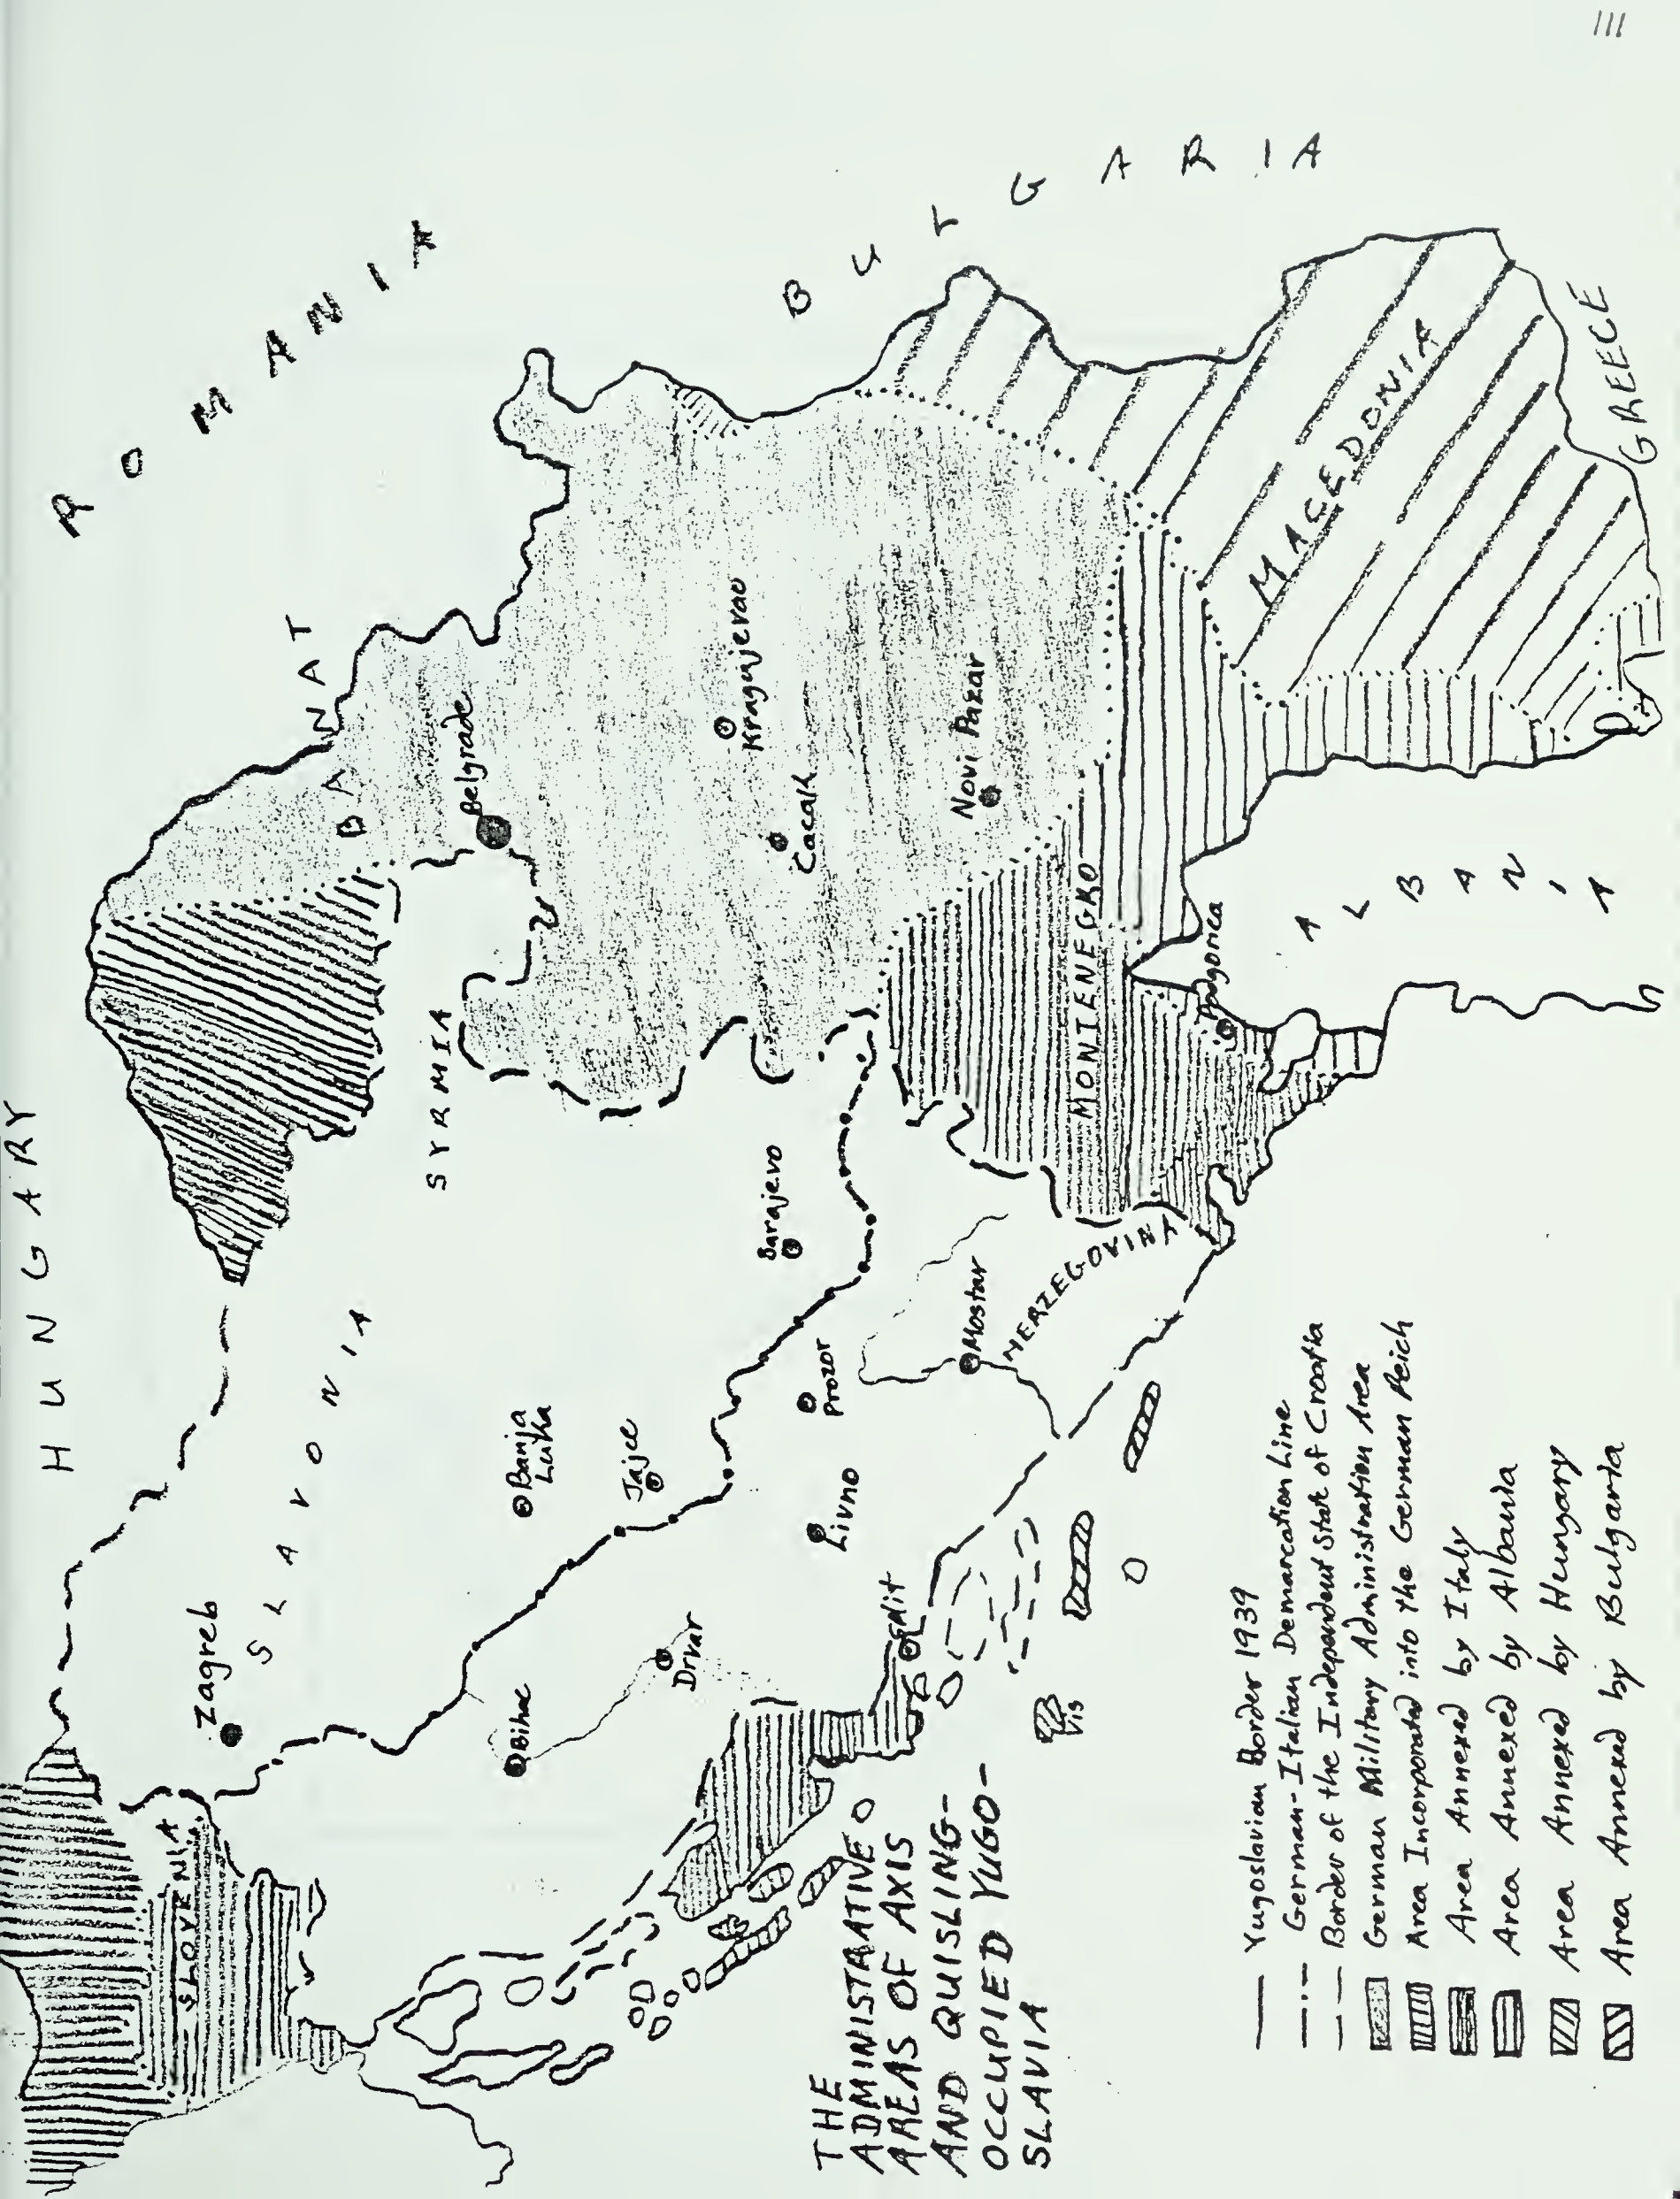 111
HUNGARY
ROMANIA
BULGARIA
GREECE
ALBANIA
SLOVENIA
Zagreb
SLAVONIA
SYRMIA
BANAT
Belgrade
Bihac
Banja
Luka
Jajce
Drvar
Livno
Prozor
Sarajevo
Mostar
HERZEGOVINA
Split
Vis
Kragujevac
Cacak
Novi Pazar
MONTENEGRO
Podgorica
MACEDONIA
THE
ADMINISTRATIVE
AREAS OF AXIS
AND QUISLING-
OCCUPIED YUGO-
SLAVIA
Yugoslavian Border 1939
German-Italian Demarcation Line
Border of the Independent State of Croatia
German Military Administration Area
Area Incorporated into the German Reich
Area Annexed by Italy
Area Annexed by Albania
Area Annexed by Hungary
Area Annexed by Bulgaria